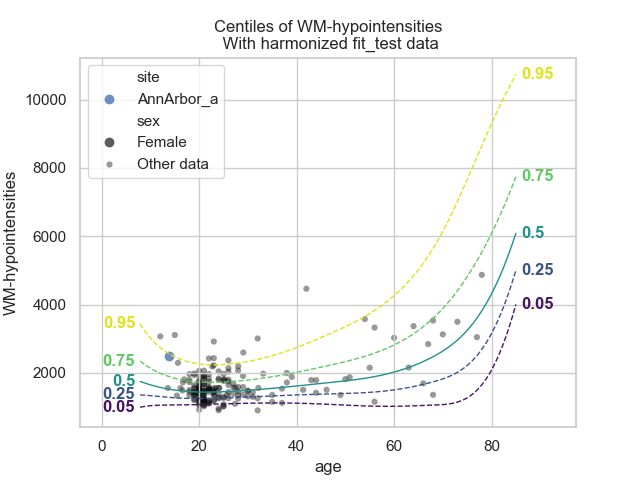 Centiles of WM-hypointensities
With harmonized fit_test data
WM-hypointensities
10000
8000
6000
4000
2000
0
20
40
60
80
age
site
AnnArbor_a
sex
Female
Other data
0.95
0.75
0.5
0.25
0.05
0.95
0.75
0.5
0.25
0.05